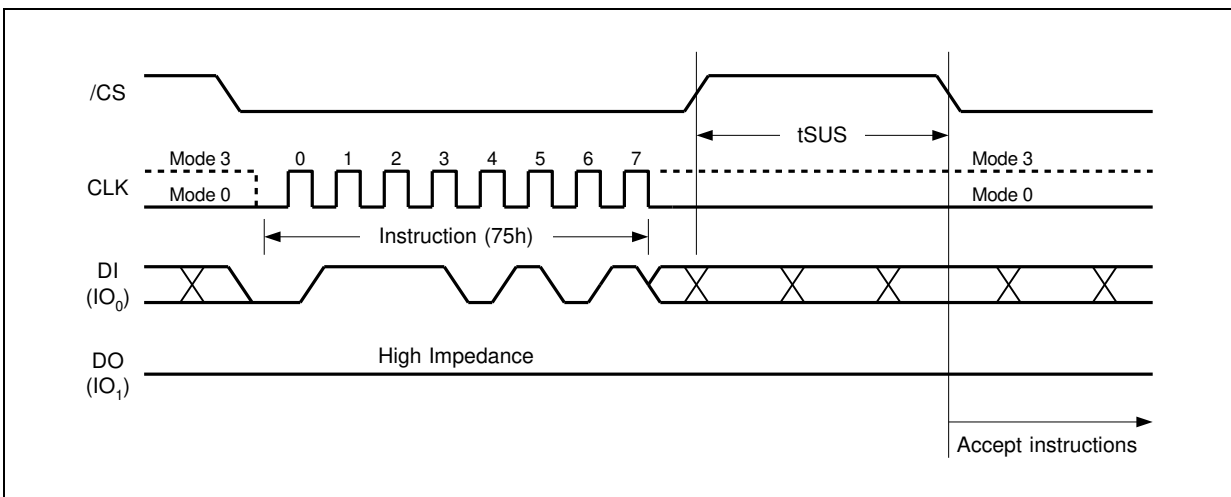 /CS
tSUS
Mode 3 0 1 2 3 4 5 6 7 Mode 3
CLK
Mode 0 Mode 0
Instruction (75h)
DI
(IO0)
High Impedance
DO
(IO1)
Accept instructions